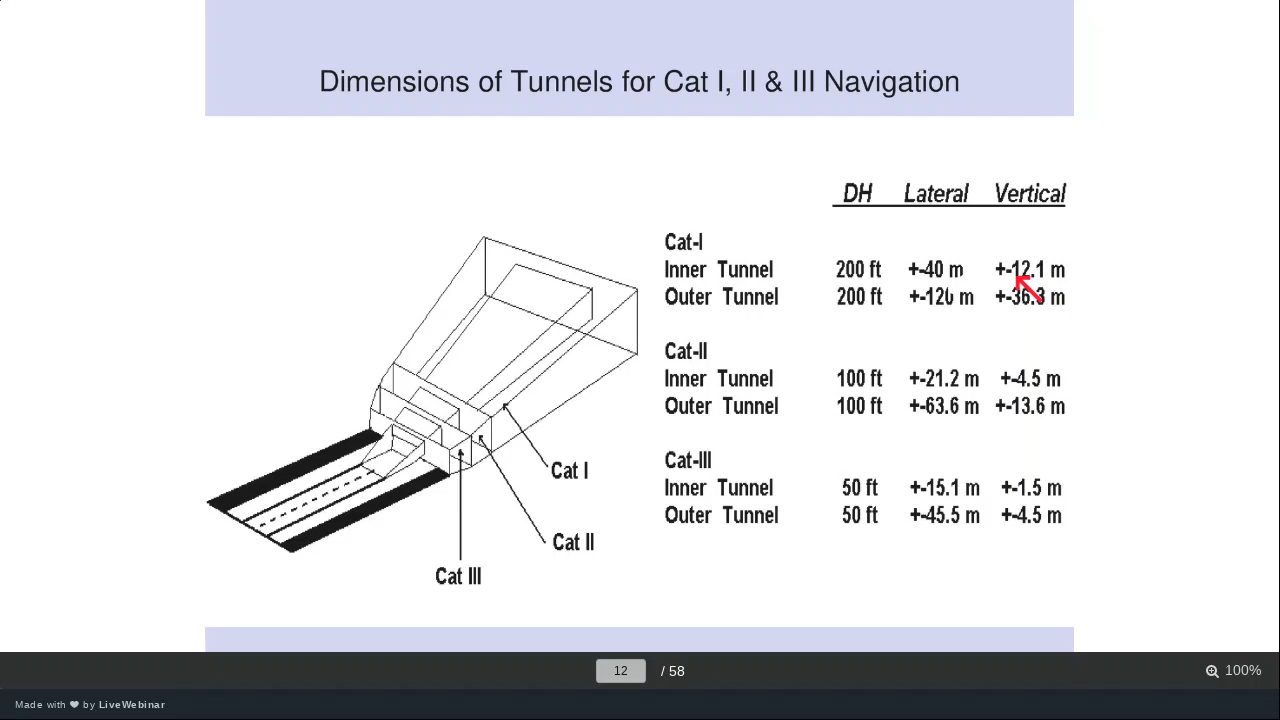 Dimensions of Tunnels for Cat I, II & III Navigation
DH Lateral Vertical
Cat-I
Inner Tunnel 200 ft +-40 m +-12.1 m
Outer Tunnel 200 ft +-120 m +-36.3 m
Cat-II
Inner Tunnel 100 ft +-21.2 m +-4.5 m
Outer Tunnel 100 ft +-63.6 m +-13.6 m
Cat-III
Inner Tunnel 50 ft +-15.1 m +-1.5 m
Outer Tunnel 50 ft +-45.5 m +-4.5 m
Cat I
Cat II
Cat III
12 / 58
100%
Made with ❤ by LiveWebinar